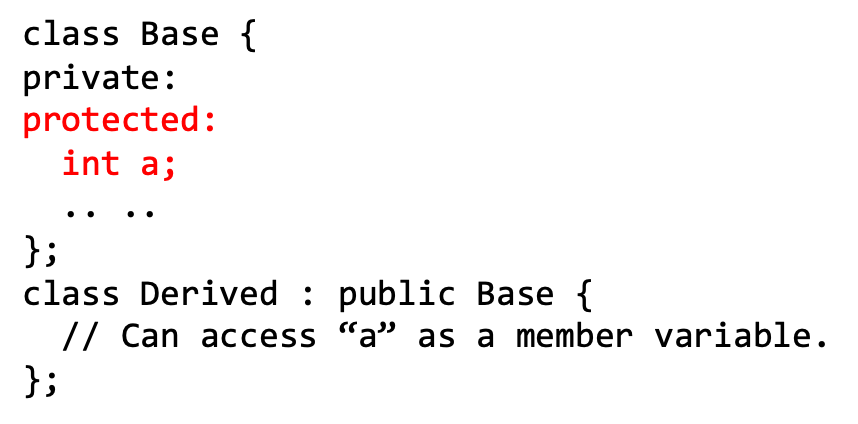 class Base {
private:
protected:
  int a;
  .. ..
};
class Derived : public Base {
  // Can access “a” as a member variable.
};